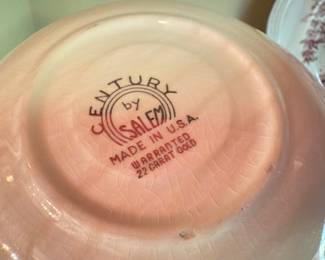 CENTURY
by
SALEM
MADE IN U.S.A.
WARRANTED
22 CARAT GOLD